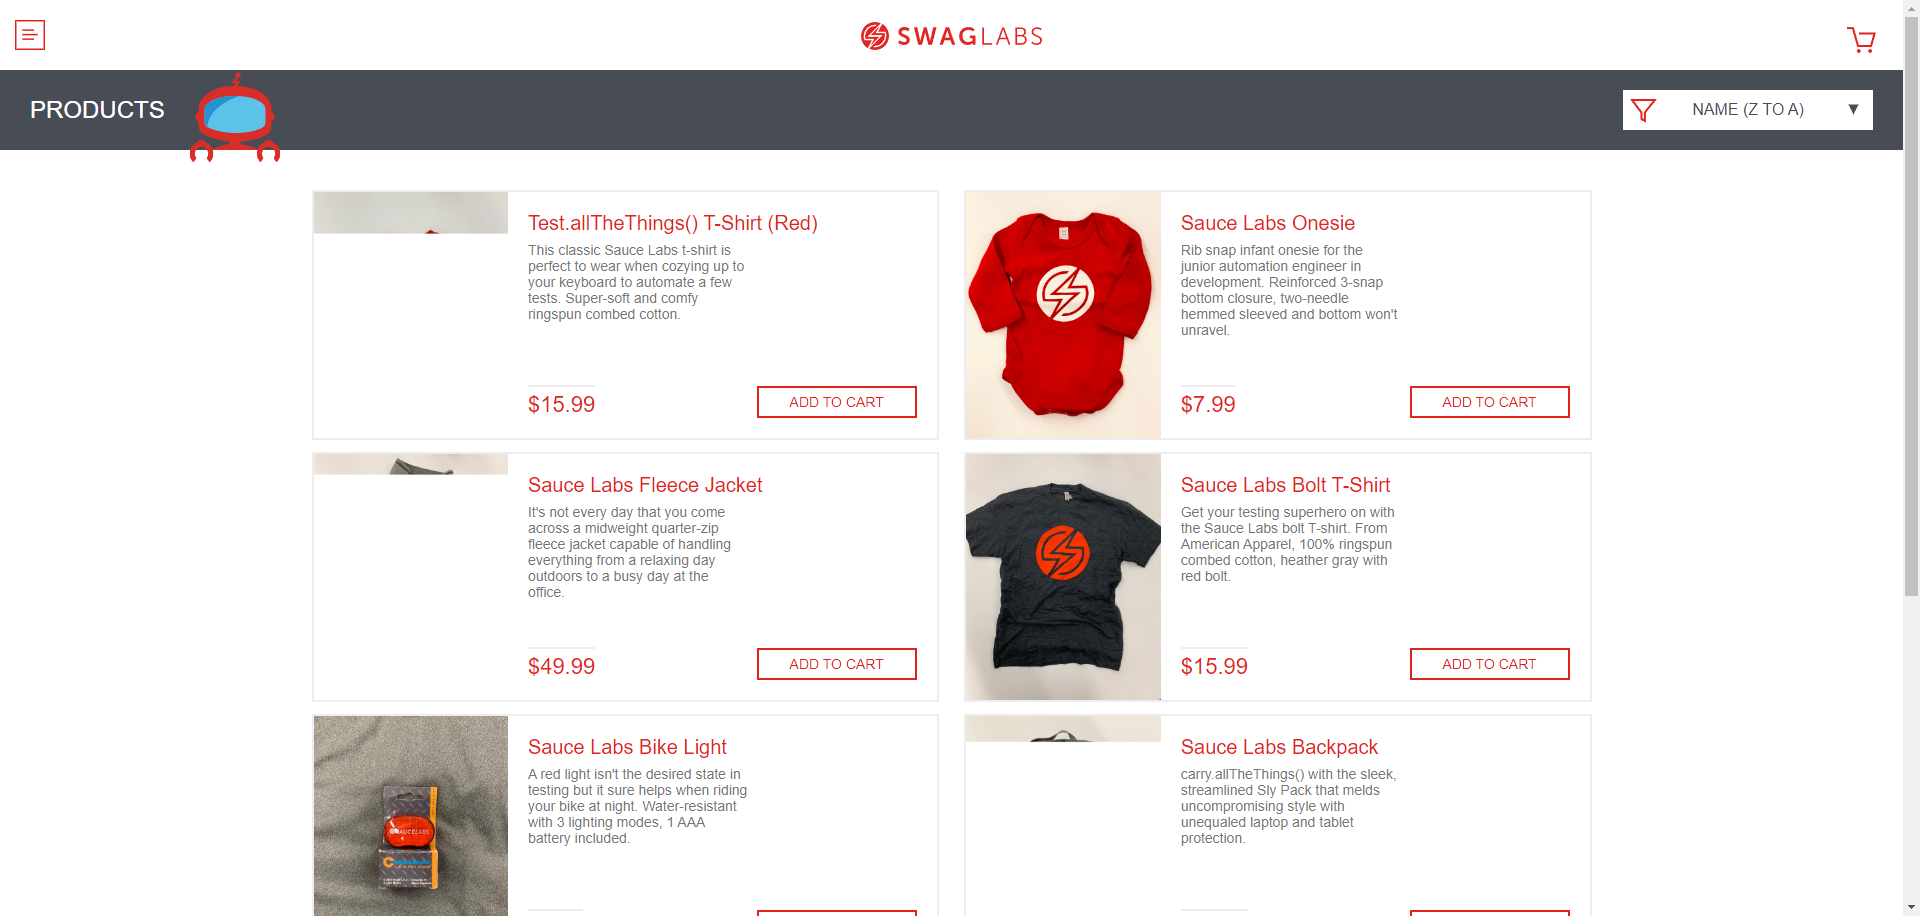 SWAGLABS
PRODUCTS
NAME (Z TO A)
Test.allTheThings() T-Shirt (Red)
This classic Sauce Labs t-shirt is
perfect to wear when cozying up to
your keyboard to automate a few
tests. Super-soft and comfy
ringspun combed cotton.
$15.99
ADD TO CART
Sauce Labs Onesie
Rib snap infant onesie for the
junior automation engineer in
development. Reinforced 3-snap
bottom closure, two-needle
hemmed sleeved and bottom won't
unravel.
$7.99
ADD TO CART
Sauce Labs Fleece Jacket
It's not every day that you come
across a midweight quarter-zip
fleece jacket capable of handling
everything from a relaxing day
outdoors to a busy day at the
office.
$49.99
ADD TO CART
Sauce Labs Bolt T-Shirt
Get your testing superhero on with
the Sauce Labs bolt T-shirt. From
American Apparel, 100% ringspun
combed cotton, heather gray with
red bolt.
$15.99
ADD TO CART
SAUCELABS
Sauce Labs Bike Light
A red light isn't the desired state in
testing but it sure helps when riding
your bike at night. Water-resistant
with 3 lighting modes, 1 AAA
battery included.
Sauce Labs Backpack
carry.allTheThings() with the sleek,
streamlined Sly Pack that melds
uncompromising style with
unequaled laptop and tablet
protection.